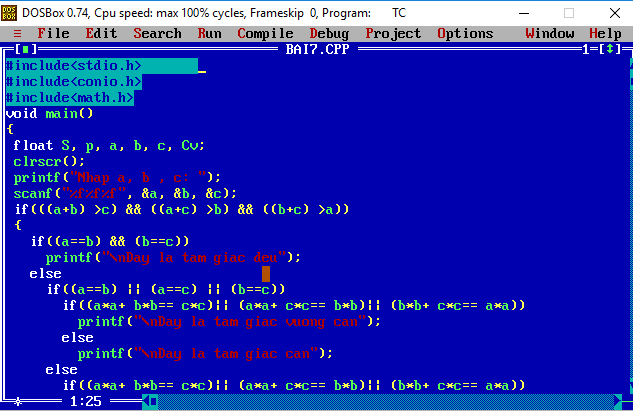 DOSBox 0.74, Cpu speed: max 100% cycles, Frameskip 0, Program: TC
≡ File Edit Search Run Compile Debug Project Options Window Help
[■] BAI7.CPP 1=[↕]
#include<stdio.h>
#include<conio.h>
#include<math.h>
void main()
{
float S, p, a, b, c, Cv;
clrscr();
printf("Nhap a, b , c: ");
scanf("%f%f%f", &a, &b, &c);
if(((a+b) >c) && ((a+c) >b) && ((b+c) >a))
{
if((a==b) && (b==c))
printf("\nDay la tam giac deu");
else
if((a==b) || (a==c) || (b==c))
if((a*a+ b*b== c*c)|| (a*a+ c*c== b*b)|| (b*b+ c*c== a*a))
printf("\nDay la tam giac vuong can");
else
printf("\nDay la tam giac can");
else
if((a*a+ b*b== c*c)|| (a*a+ c*c== b*b)|| (b*b+ c*c== a*a))
1:25